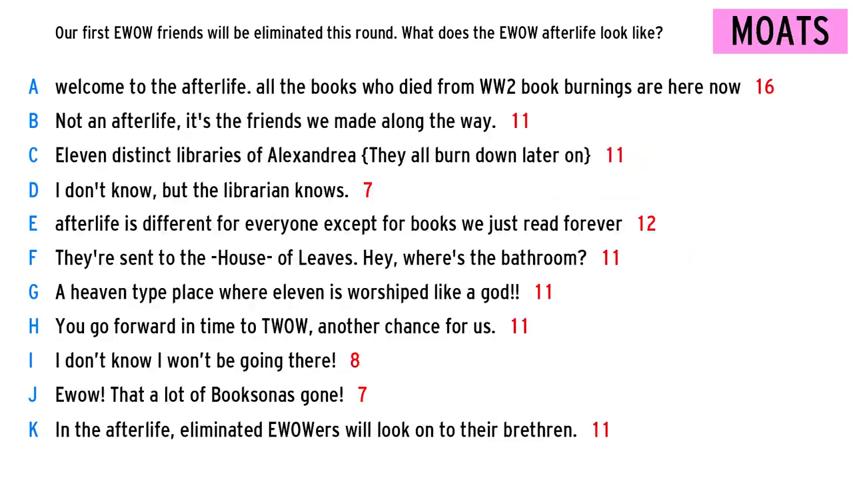 Our first EWOW friends will be eliminated this round. What does the EWOW afterlife look like?
MOATS
A welcome to the afterlife. all the books who died from WW2 book burnings are here now 16
B Not an afterlife, it's the friends we made along the way. 11
C Eleven distinct libraries of Alexandrea {They all burn down later on} 11
D I don't know, but the librarian knows. 7
E afterlife is different for everyone except for books we just read forever 12
F They're sent to the -House- of Leaves. Hey, where's the bathroom? 11
G A heaven type place where eleven is worshiped like a god!! 11
H You go forward in time to TWOW, another chance for us. 11
I I don’t know I won’t be going there! 8
J Ewow! That a lot of Booksonas gone! 7
K In the afterlife, eliminated EWOWers will look on to their brethren. 11